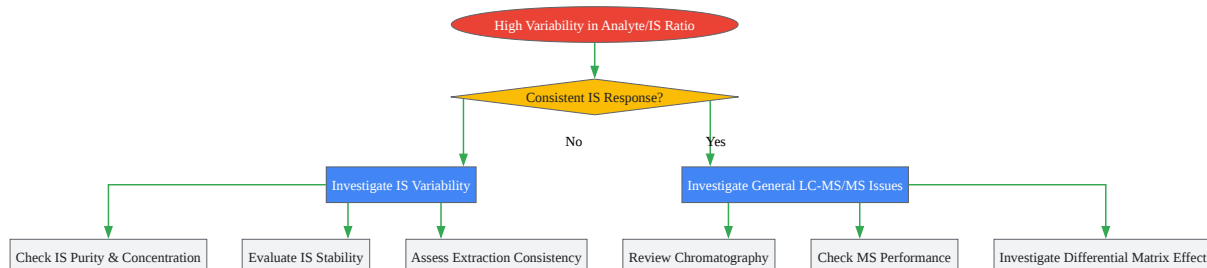 High Variability in Analyte/IS Ratio
Consistent IS Response?
No
Yes
Investigate IS Variability
Investigate General LC-MS/MS Issues
Check IS Purity & Concentration
Evaluate IS Stability
Assess Extraction Consistency
Review Chromatography
Check MS Performance
Investigate Differential Matrix Effect